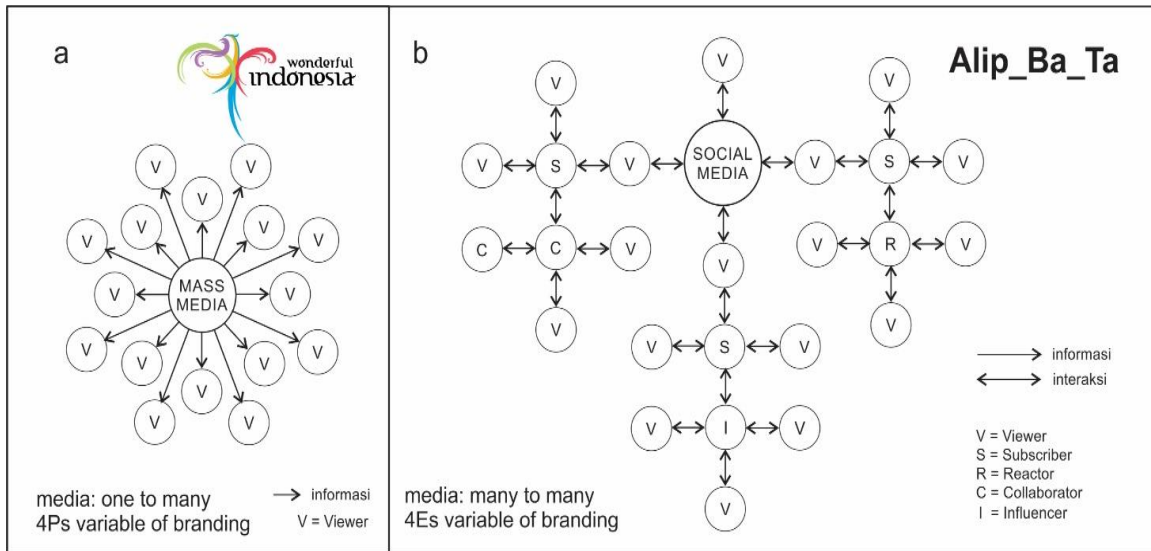 a
wonderful
indonesia
V V
V
V V
V V
V MASS V
MEDIA
V V
V V
V
V V
media: one to many
4Ps variable of branding
informasi
V = Viewer
b
Alip_Ba_Ta
V
V V
V S V SOCIAL V S V
MEDIA
C C V V V R V
V V
V S V
V I V
V
informasi
interaksi
V = Viewer
S = Subscriber
R = Reactor
C = Collaborator
I = Influencer
media: many to many
4Es variable of branding